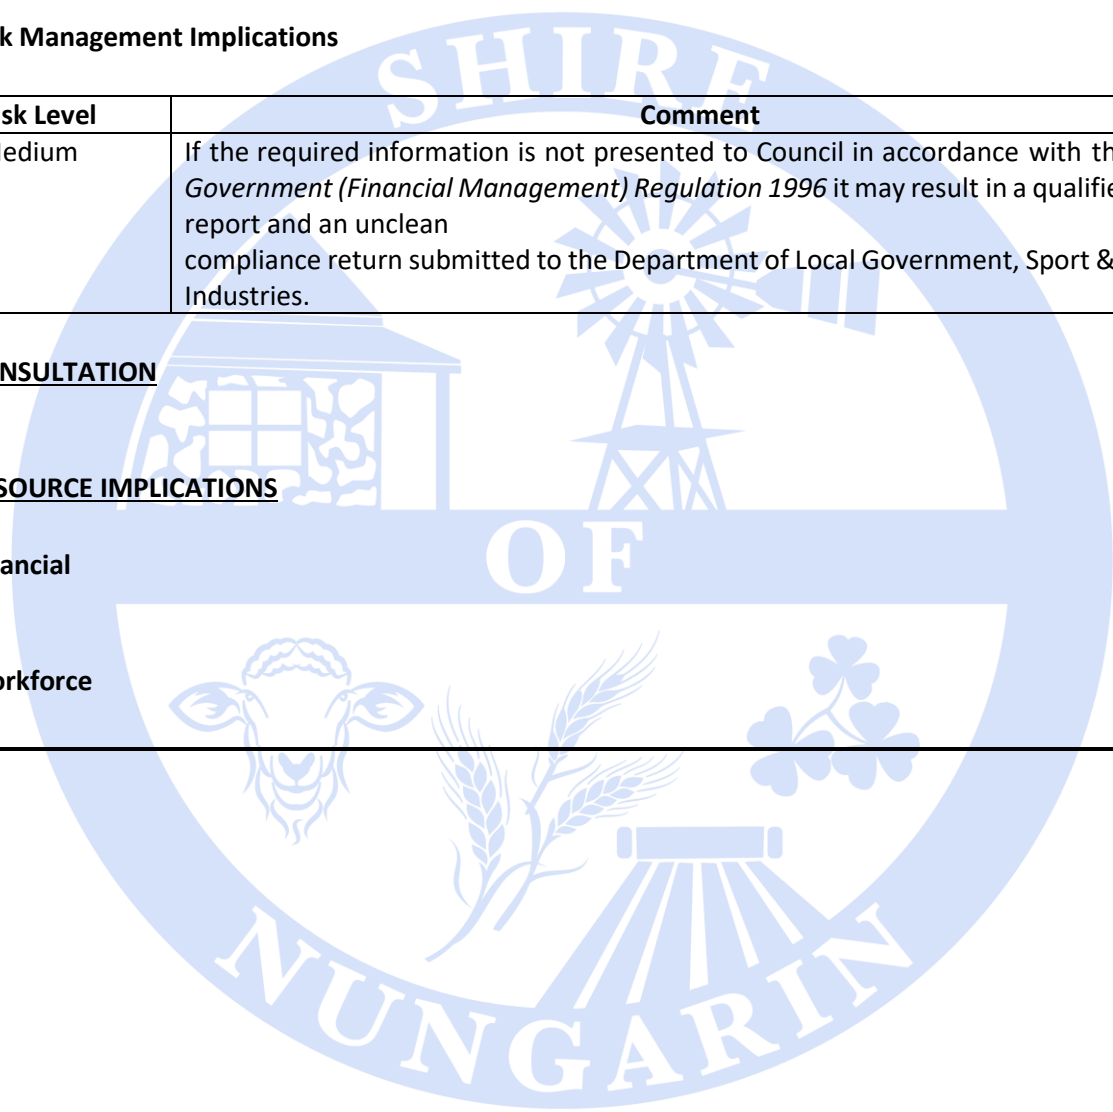 k Management Implications
sk Level Comment
Medium If the required information is not presented to Council in accordance with th
Government (Financial Management) Regulation 1996 it may result in a qualifie
report and an unclean
compliance return submitted to the Department of Local Government, Sport &
Industries.
NSULTATION
SOURCE IMPLICATIONS
ancial
orkforce
SHIRE
OF
NUNGARIN